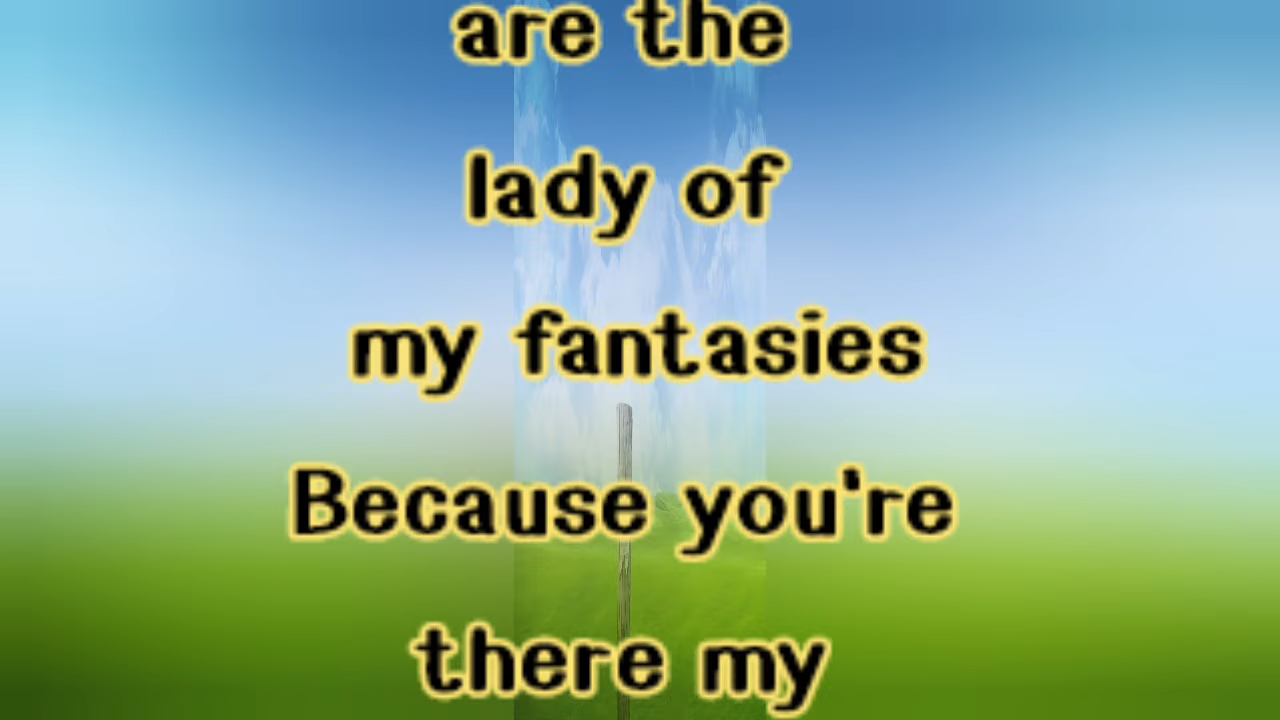 are the
lady of
my fantasies
Because you're
there my